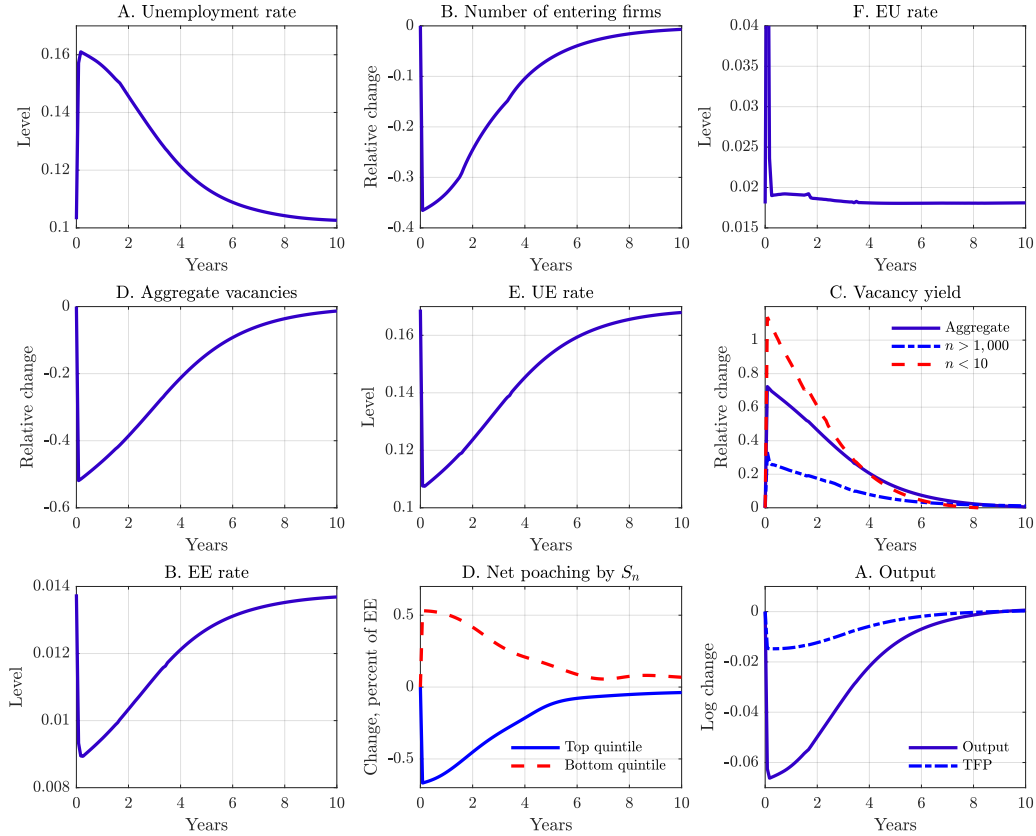 A. Unemployment rate
Level
0.16
0.14
0.12
0.1
0 2 4 6 8 10
Years
B. Number of entering firms
Relative change
0
-0.1
-0.2
-0.3
-0.4
0 2 4 6 8 10
Years
F. EU rate
Level
0.04
0.035
0.03
0.025
0.02
0.015
0 2 4 6 8 10
Years
D. Aggregate vacancies
Relative change
0
-0.2
-0.4
-0.6
0 2 4 6 8 10
Years
E. UE rate
Level
0.16
0.14
0.12
0.1
0 2 4 6 8 10
Years
C. Vacancy yield
Relative change
1
0.8
0.6
0.4
0.2
0
Aggregate
n > 1,000
n < 10
0 2 4 6 8 10
Years
B. EE rate
Level
0.014
0.012
0.01
0.008
0 2 4 6 8 10
Years
D. Net poaching by Sn
Change, percent of EE
0.5
0
-0.5
Top quintile
Bottom quintile
0 2 4 6 8 10
Years
A. Output
Log change
0
-0.02
-0.04
-0.06
Output
TFP
0 2 4 6 8 10
Years